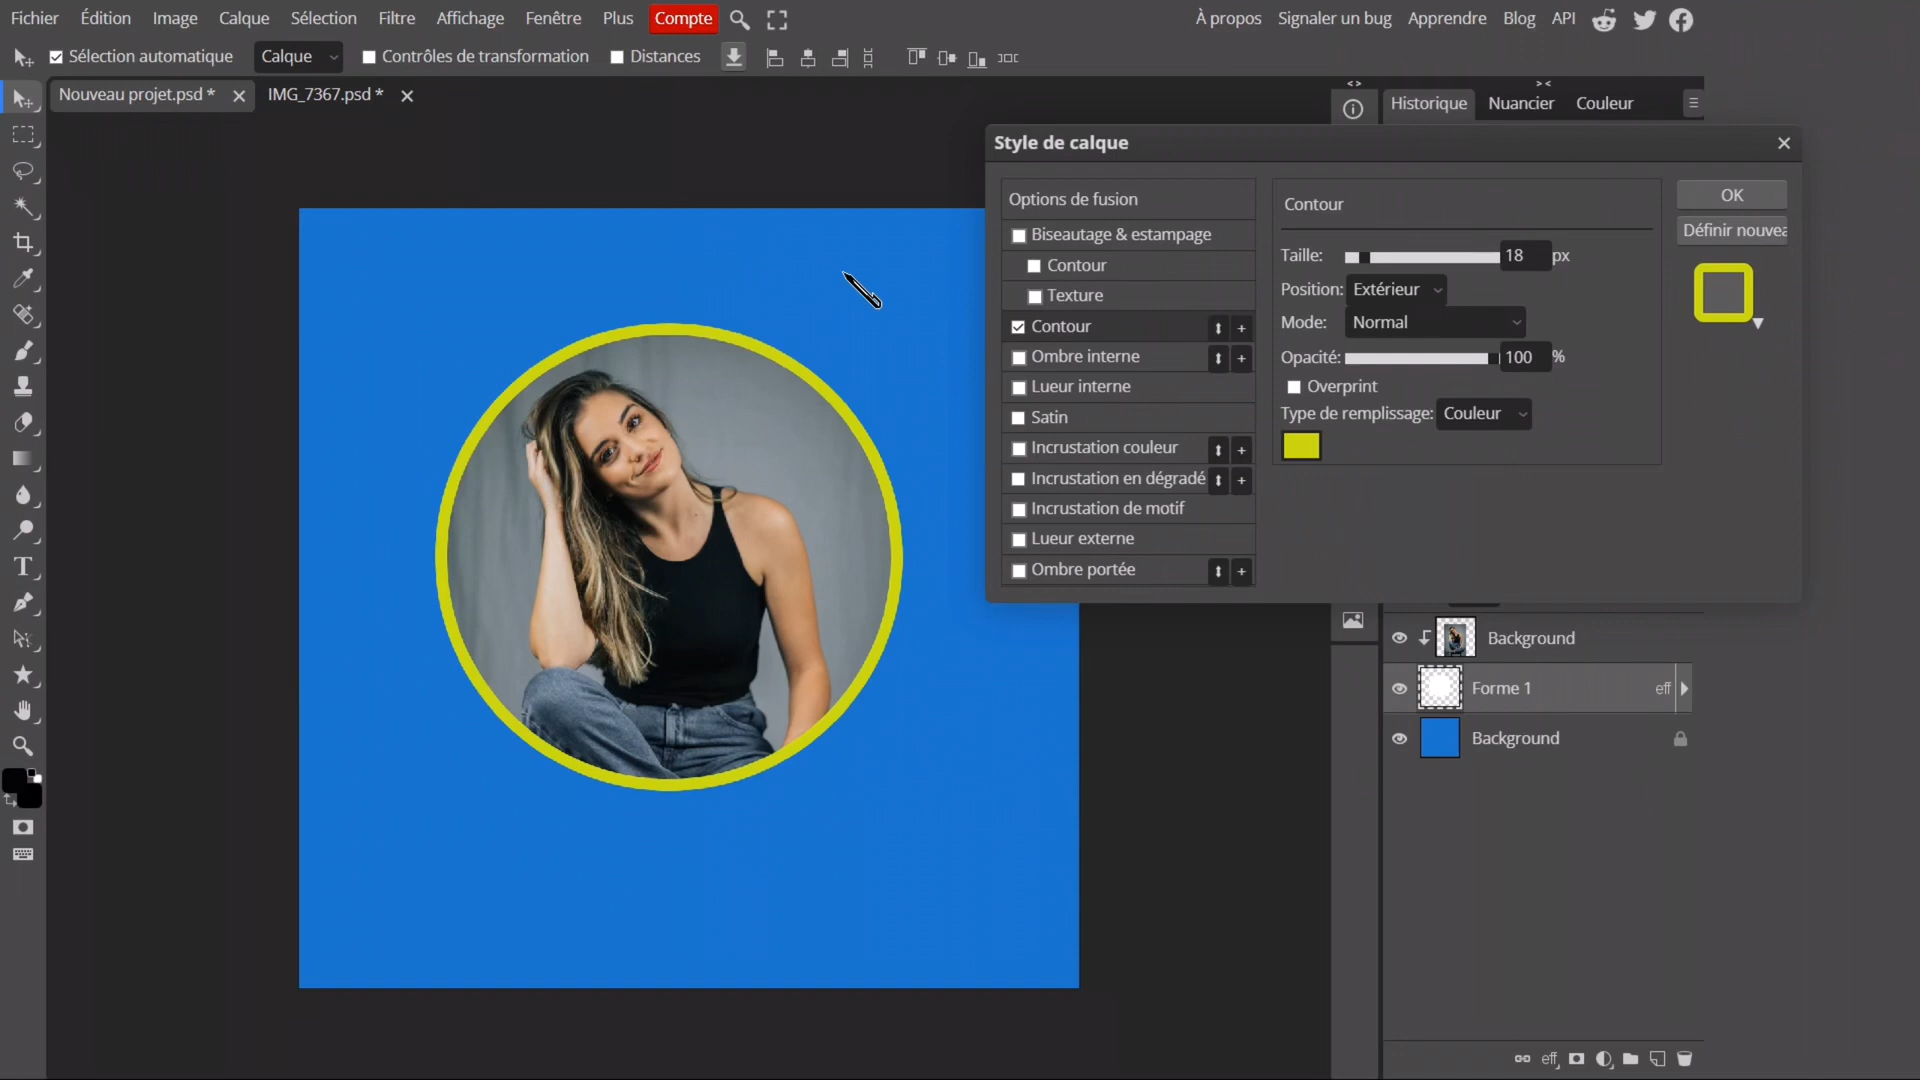 Fichier Édition Image Calque Sélection Filtre Affichage Fenêtre Plus Compte À propos Signaler un bug Apprendre Blog API
Sélection automatique Calque Contrôles de transformation Distances
Nouveau projet.psd * IMG_7367.psd *
Historique Nuancier Couleur
Style de calque
Options de fusion
Biseautage & estampage
Contour
Texture
Contour
Ombre interne
Lueur interne
Satin
Incrustation couleur
Incrustation en dégradé
Incrustation de motif
Lueur externe
Ombre portée
Contour
Taille: 18 px
Position: Extérieur
Mode: Normal
Opacité: 100 %
Overprint
Type de remplissage: Couleur
OK
Définir nouvea
Background
Forme 1 eff
Background
eff